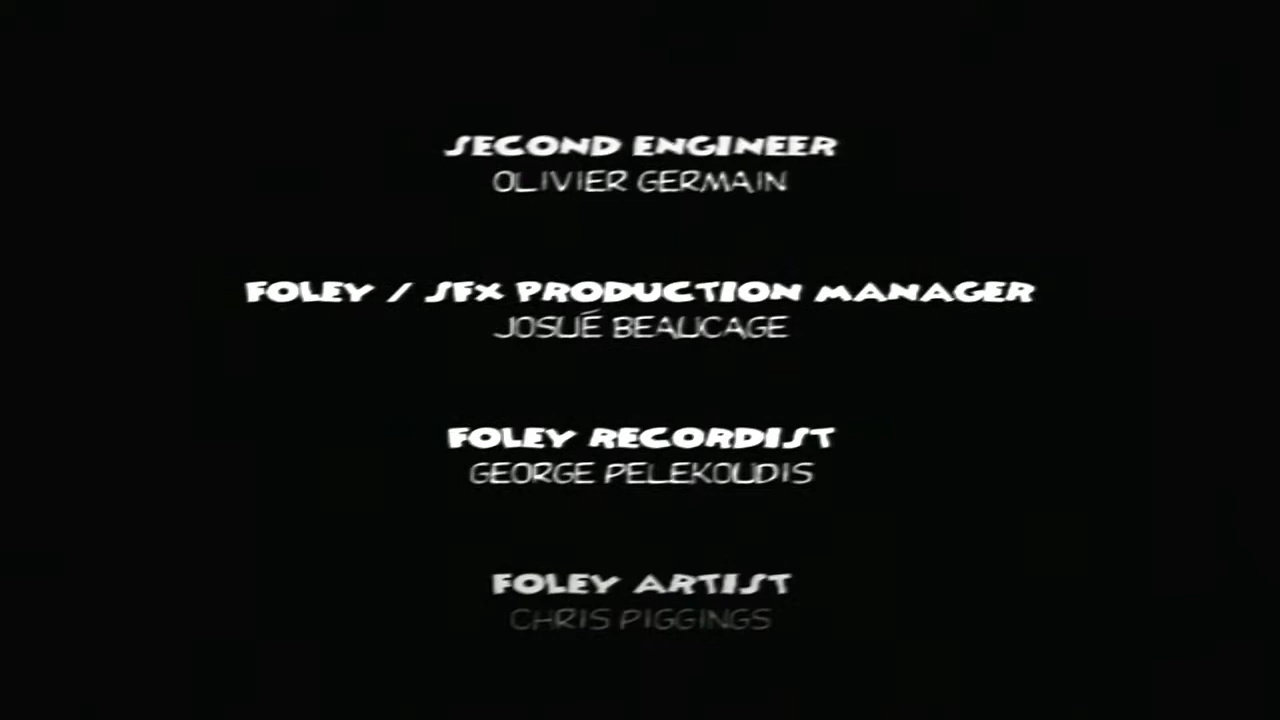 SECOND ENGINEER
OLIVIER GERMAIN
FOLEY / SFX PRODUCTION MANAGER
JOSUÉ BEAUCAGE
FOLEY RECORDIST
GEORGE PELEKOUDIS
FOLEY ARTIST
CHRIS PIGGINGS